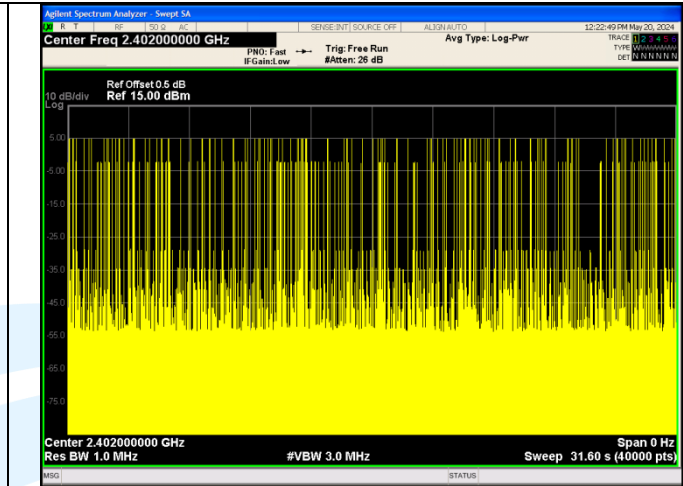 Agilent Spectrum Analyzer - Swept SA
R T RF 50 Ω AC SENSE:INT SOURCE OFF ALIGN AUTO 12:22:49 PM May 20, 2024
Center Freq 2.402000000 GHz
PNO: Fast
IFGain:Low
Trig: Free Run
#Atten: 26 dB
Avg Type: Log-Pwr
TRACE 1 2 3 4 5 6
TYPE WWWWWW
DET N N N N N N
Ref Offset 0.5 dB
10 dB/div Ref 15.00 dBm
Log
5.00
-5.00
-15.0
-25.0
-35.0
-45.0
-55.0
-65.0
-75.0
Center 2.402000000 GHz Span 0 Hz
Res BW 1.0 MHz #VBW 3.0 MHz Sweep 31.60 s (40000 pts)
MSG STATUS